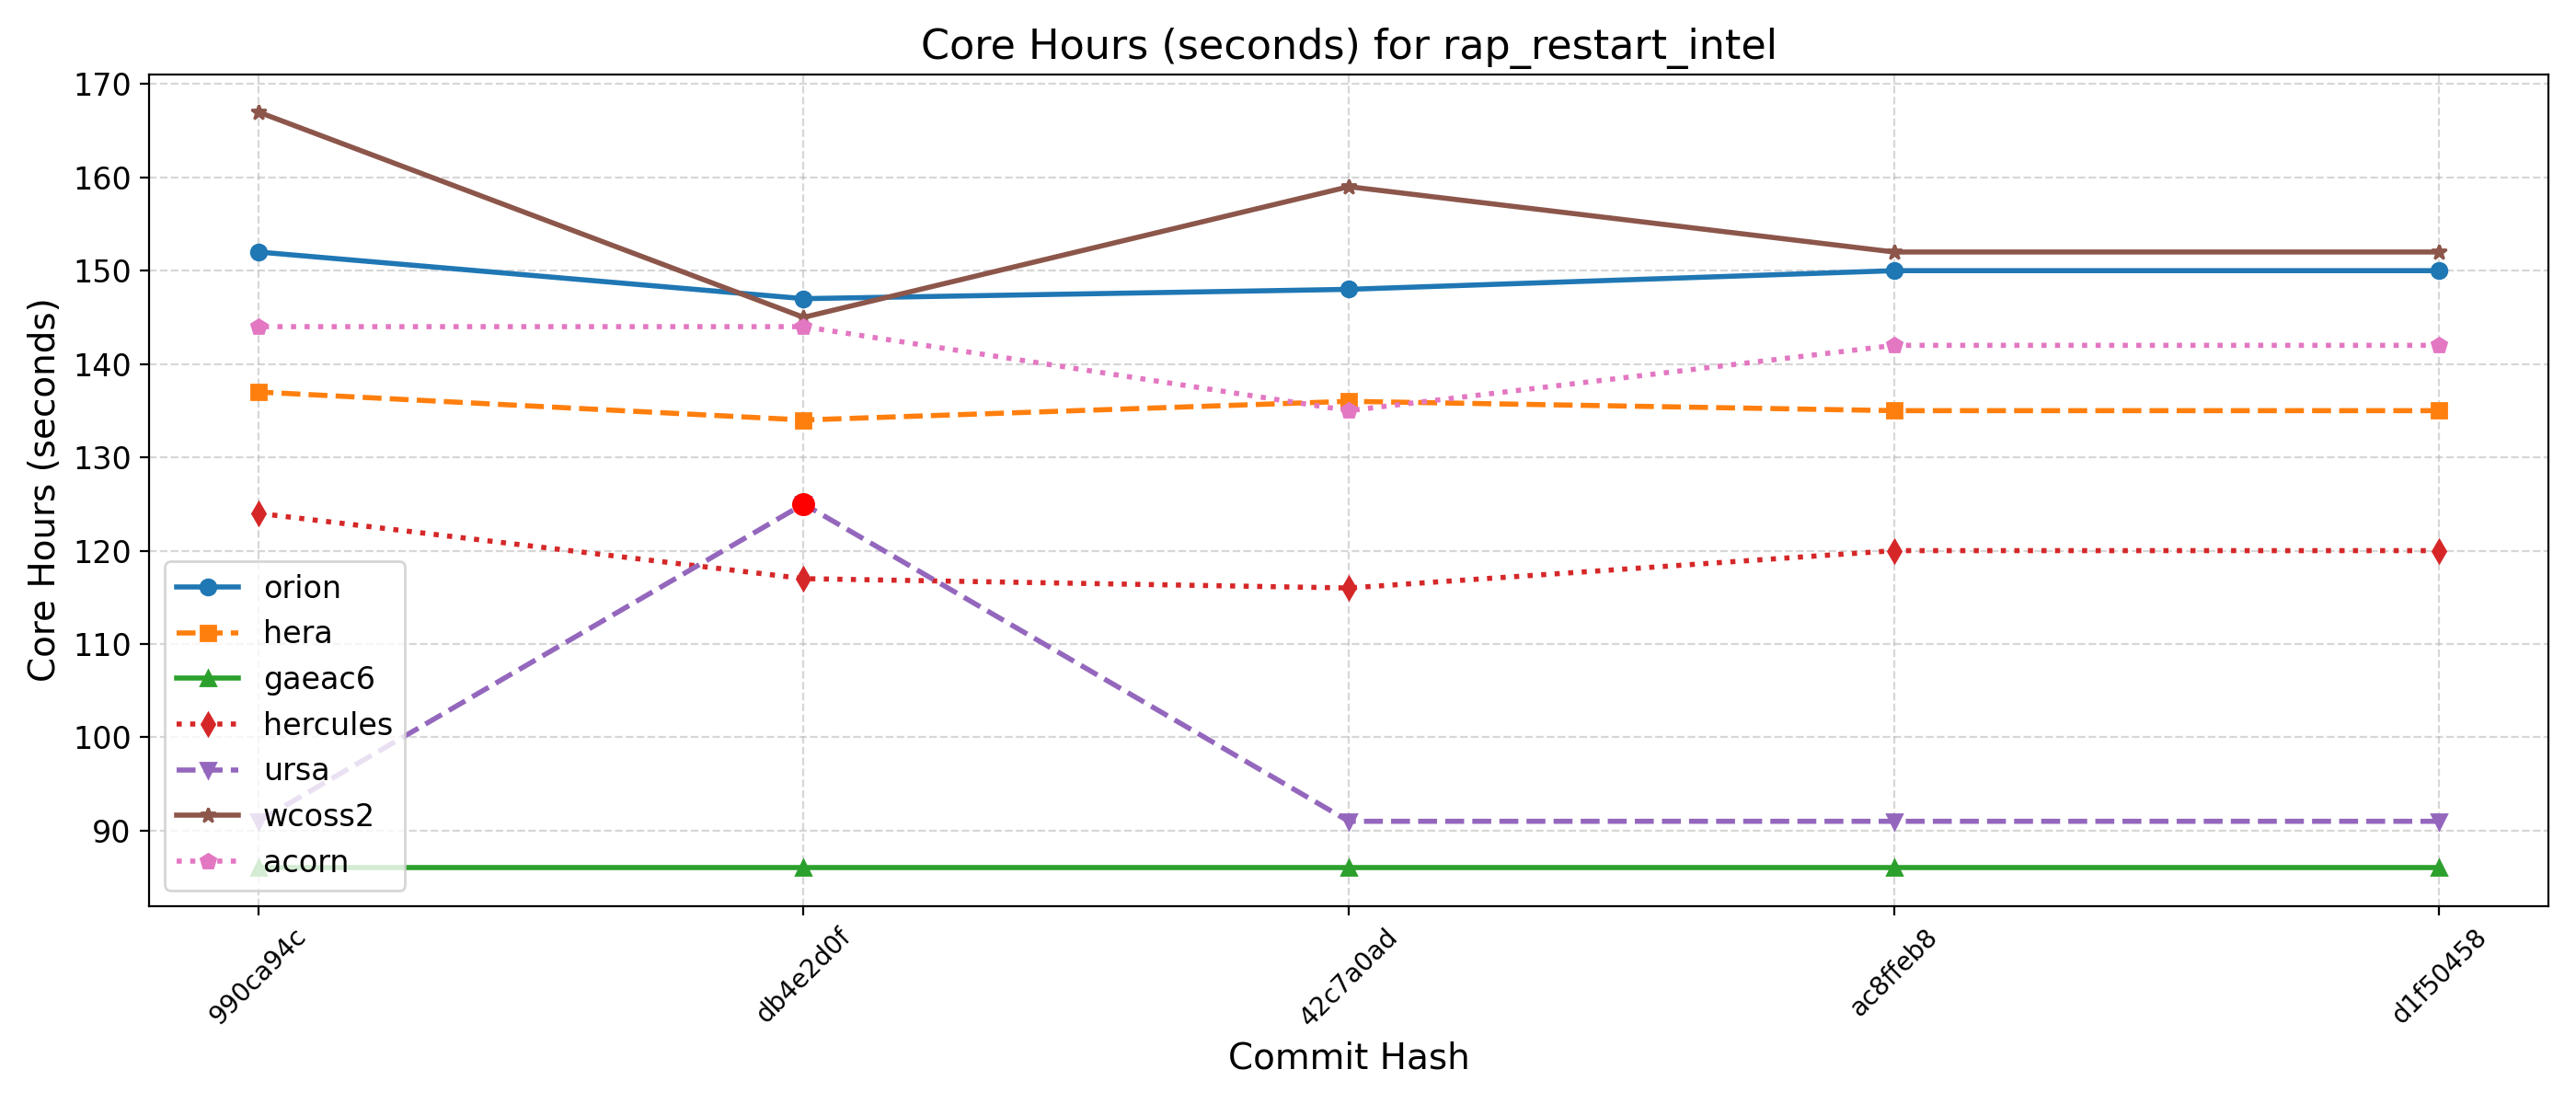 Core Hours (seconds) for rap_restart_intel
Core Hours (seconds)
170
160
150
140
130
120
110
100
90
orion
hera
gaeac6
hercules
ursa
wcoss2
acorn
990ca94c
db4e2d0f
42c7a0ad
ac8ffeb8
d1f50458
Commit Hash